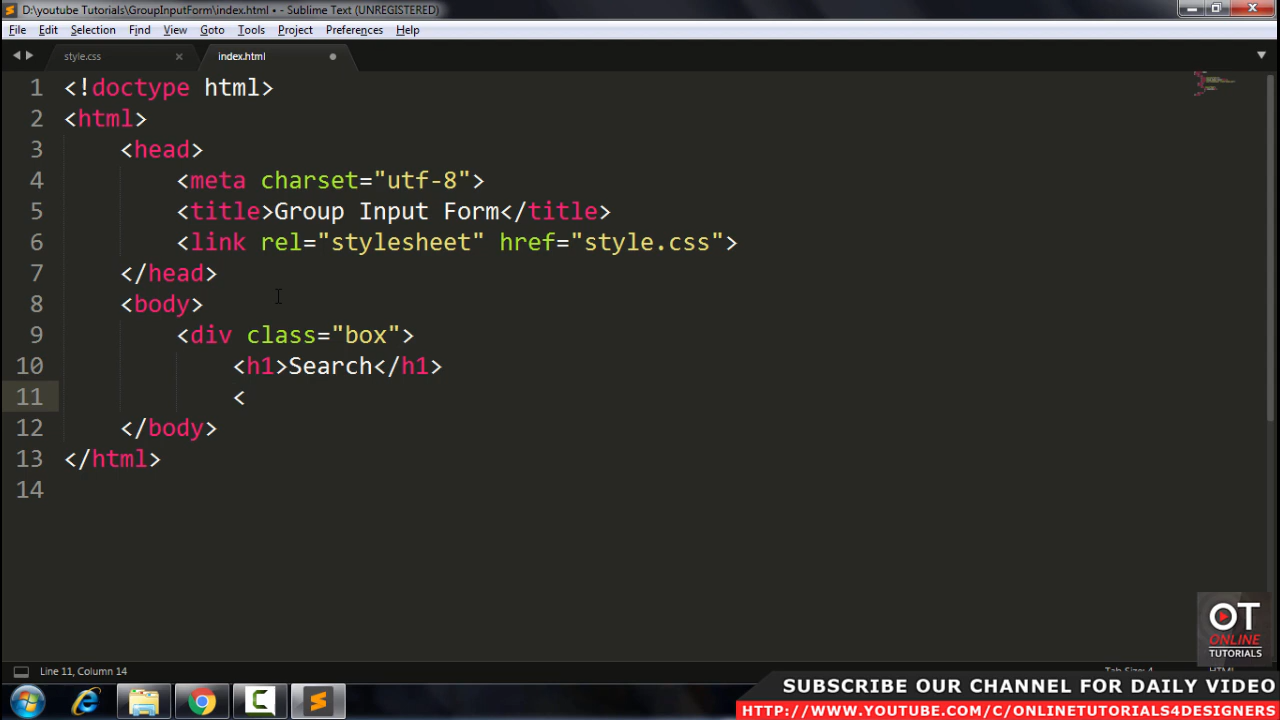 D:\youtube Tutorials\GroupInputForm\index.html • - Sublime Text (UNREGISTERED)
File Edit Selection Find View Goto Tools Project Preferences Help
style.css × index.html
1 <!doctype html>
2 <html>
3 <head>
4 <meta charset="utf-8">
5 <title>Group Input Form</title>
6 <link rel="stylesheet" href="style.css">
7 </head>
8 <body>
9 <div class="box">
10 <h1>Search</h1>
11 <
12 </body>
13 </html>
14
OT
ONLINE
TUTORIALS
Line 11, Column 14
SUBSCRIBE OUR CHANNEL FOR DAILY VIDEO
HTTP://WWW.YOUTUBE.COM/C/ONLINETUTORIALS4DESIGNERS